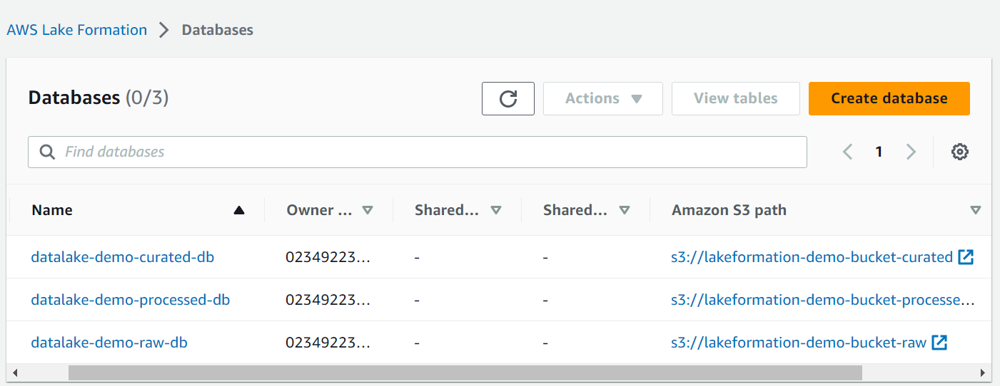 AWS Lake Formation > Databases
Databases (0/3) Actions View tables Create database
Find databases 1
Name Owner ... Shared... Shared... Amazon S3 path
datalake-demo-curated-db 02349223... - - s3://lakeformation-demo-bucket-curated
datalake-demo-processed-db 02349223... - - s3://lakeformation-demo-bucket-processe...
datalake-demo-raw-db 02349223... - - s3://lakeformation-demo-bucket-raw